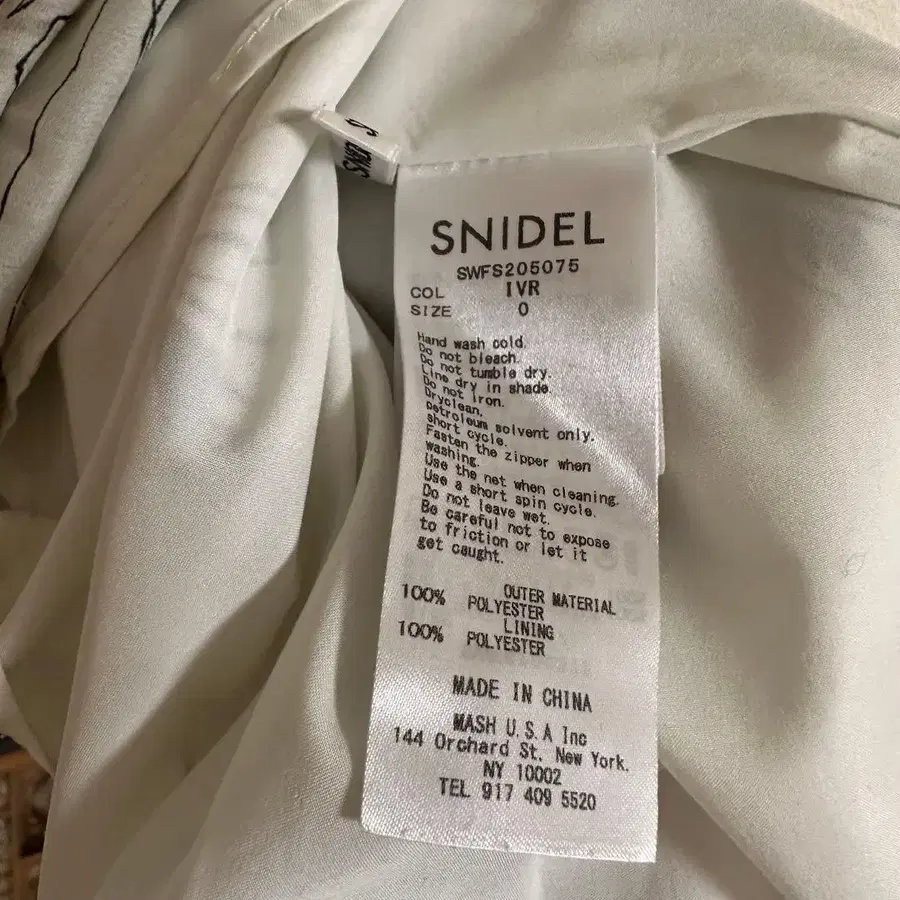 SNIDEL
SWFS205075
COL IVR
SIZE 0
Hand wash cold.
Do not bleach.
Do not tumble dry.
Line dry in shade.
Do not iron.
Dryclean,
petroleum solvent only.
short cycle.
Fasten the zipper when
washing.
Use the net when cleaning.
Use a short spin cycle.
Do not leave wet.
Be careful not to expose
to friction or let it
get caught.
OUTER MATERIAL
100% POLYESTER
LINING
100% POLYESTER
MADE IN CHINA
MASH U.S.A Inc
144 Orchard St. New York.
NY 10002
TEL 917 409 5520